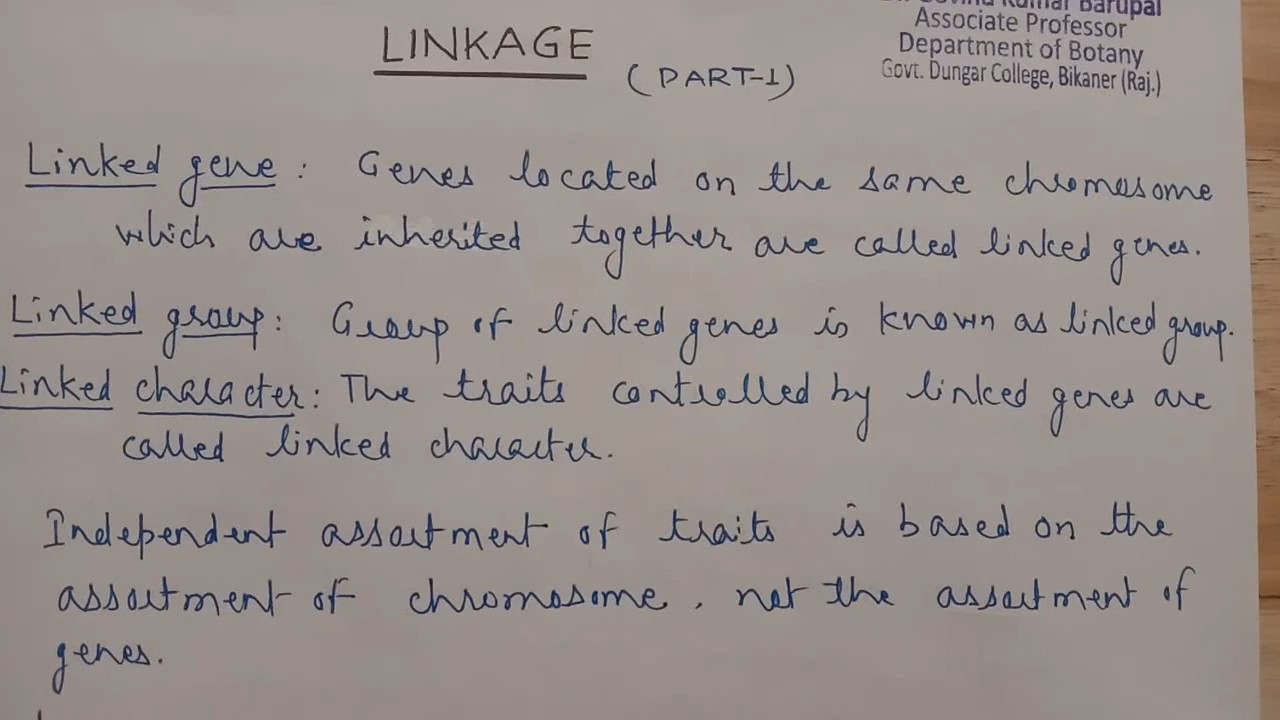 Kumar Barupal
Associate Professor
Department of Botany
Govt. Dungar College, Bikaner (Raj.)
LINKAGE
(PART-1)
Linked gene: Genes located on the same chromosome
which are inherited together are called linked genes.
Linked group: Group of linked genes is known as linked group.
Linked character: The traits controlled by linked genes are
called linked character.
Independent assortment of traits is based on the
assortment of chromosome, not the assortment of
genes.